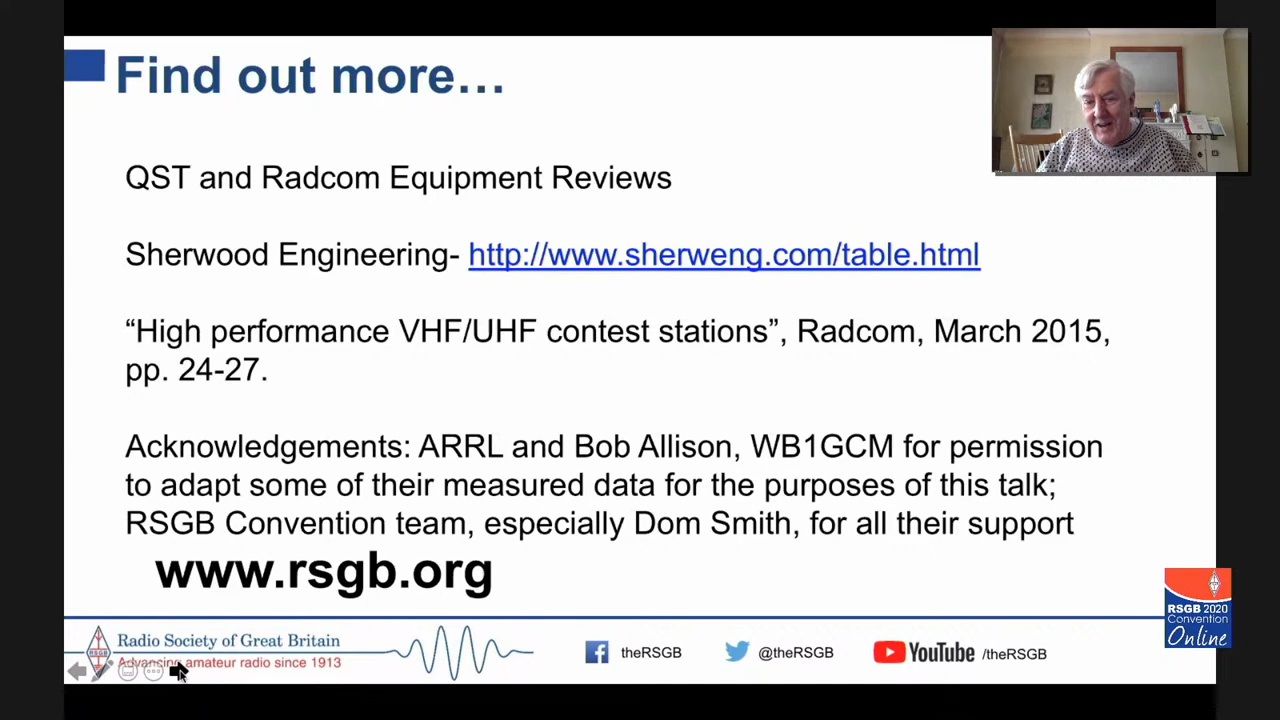 Find out more…
QST and Radcom Equipment Reviews
Sherwood Engineering- http://www.sherweng.com/table.html
“High performance VHF/UHF contest stations”, Radcom, March 2015,
pp. 24-27.
Acknowledgements: ARRL and Bob Allison, WB1GCM for permission
to adapt some of their measured data for the purposes of this talk;
RSGB Convention team, especially Dom Smith, for all their support
www.rsgb.org
RSGB 2020
Convention
Online
RSGB
Radio Society of Great Britain
Advancing amateur radio since 1913
theRSGB
@theRSGB
YouTube /theRSGB